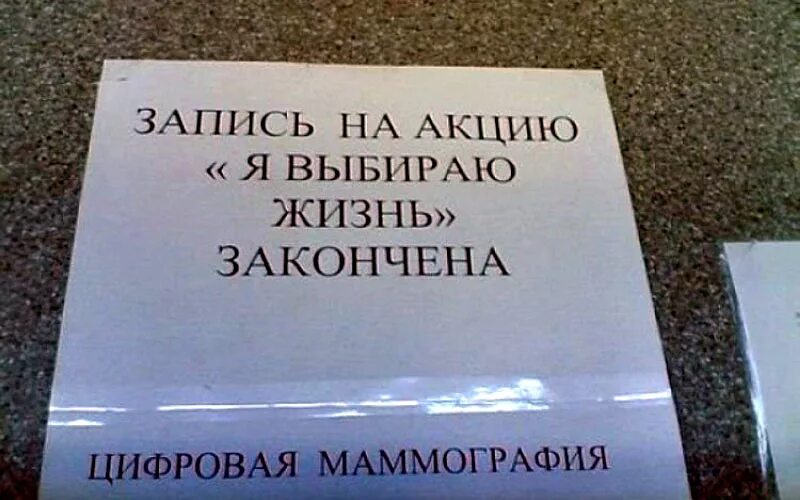 ЗАПИСЬ НА АКЦИЮ
« Я ВЫБИРАЮ
ЖИЗНЬ»
ЗАКОНЧЕНА
ЦИФРОВАЯ МАММОГРАФИЯ